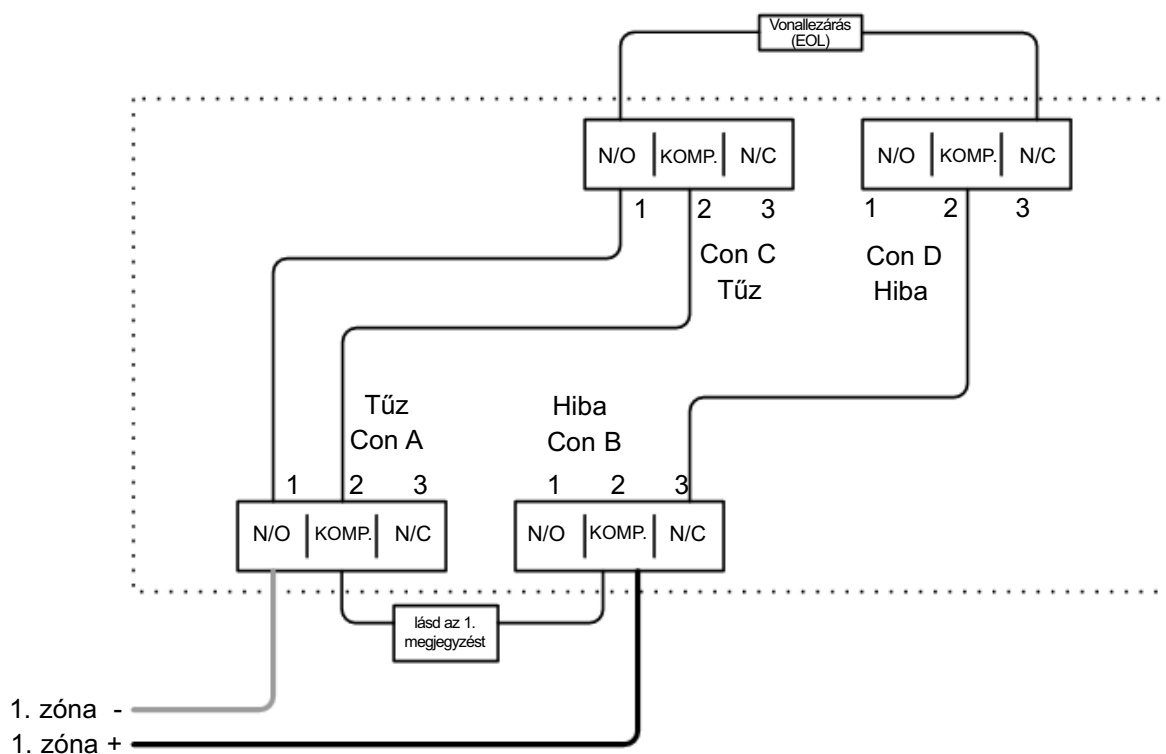 Vonallezárás
(EOL)
N/O KOMP. N/C
N/O KOMP. N/C
1 2 3
1 2 3
Con C
Tűz
Con D
Hiba
Tűz
Con A
Hiba
Con B
1 2 3
1 2 3
N/O KOMP. N/C
N/O KOMP. N/C
lásd az 1.
megjegyzést
1. zóna -
1. zóna +